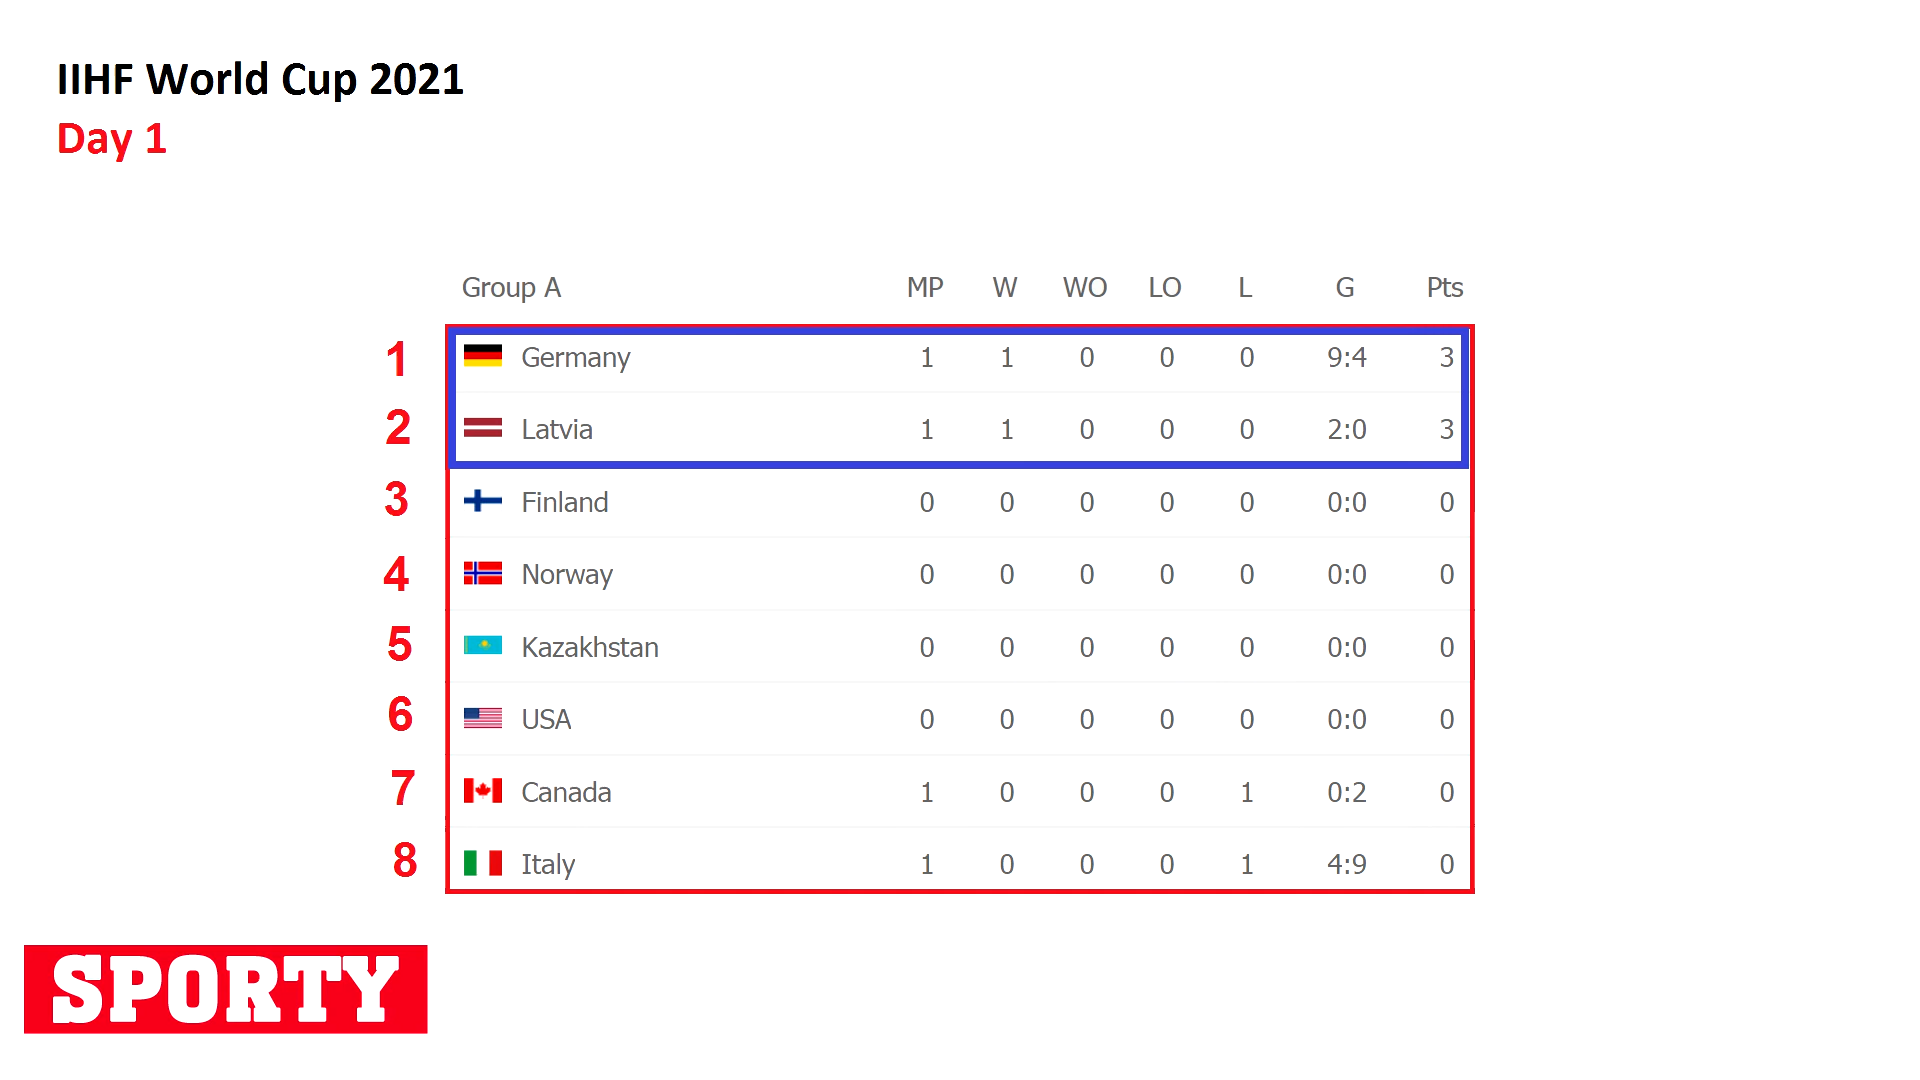 IIHF World Cup 2021
Day 1
Group A MP W WO LO L G Pts
1 Germany 1 1 0 0 0 9:4 3
2 Latvia 1 1 0 0 0 2:0 3
3 Finland 0 0 0 0 0 0:0 0
4 Norway 0 0 0 0 0 0:0 0
5 Kazakhstan 0 0 0 0 0 0:0 0
6 USA 0 0 0 0 0 0:0 0
7 Canada 1 0 0 0 1 0:2 0
8 Italy 1 0 0 0 1 4:9 0
SPORTY